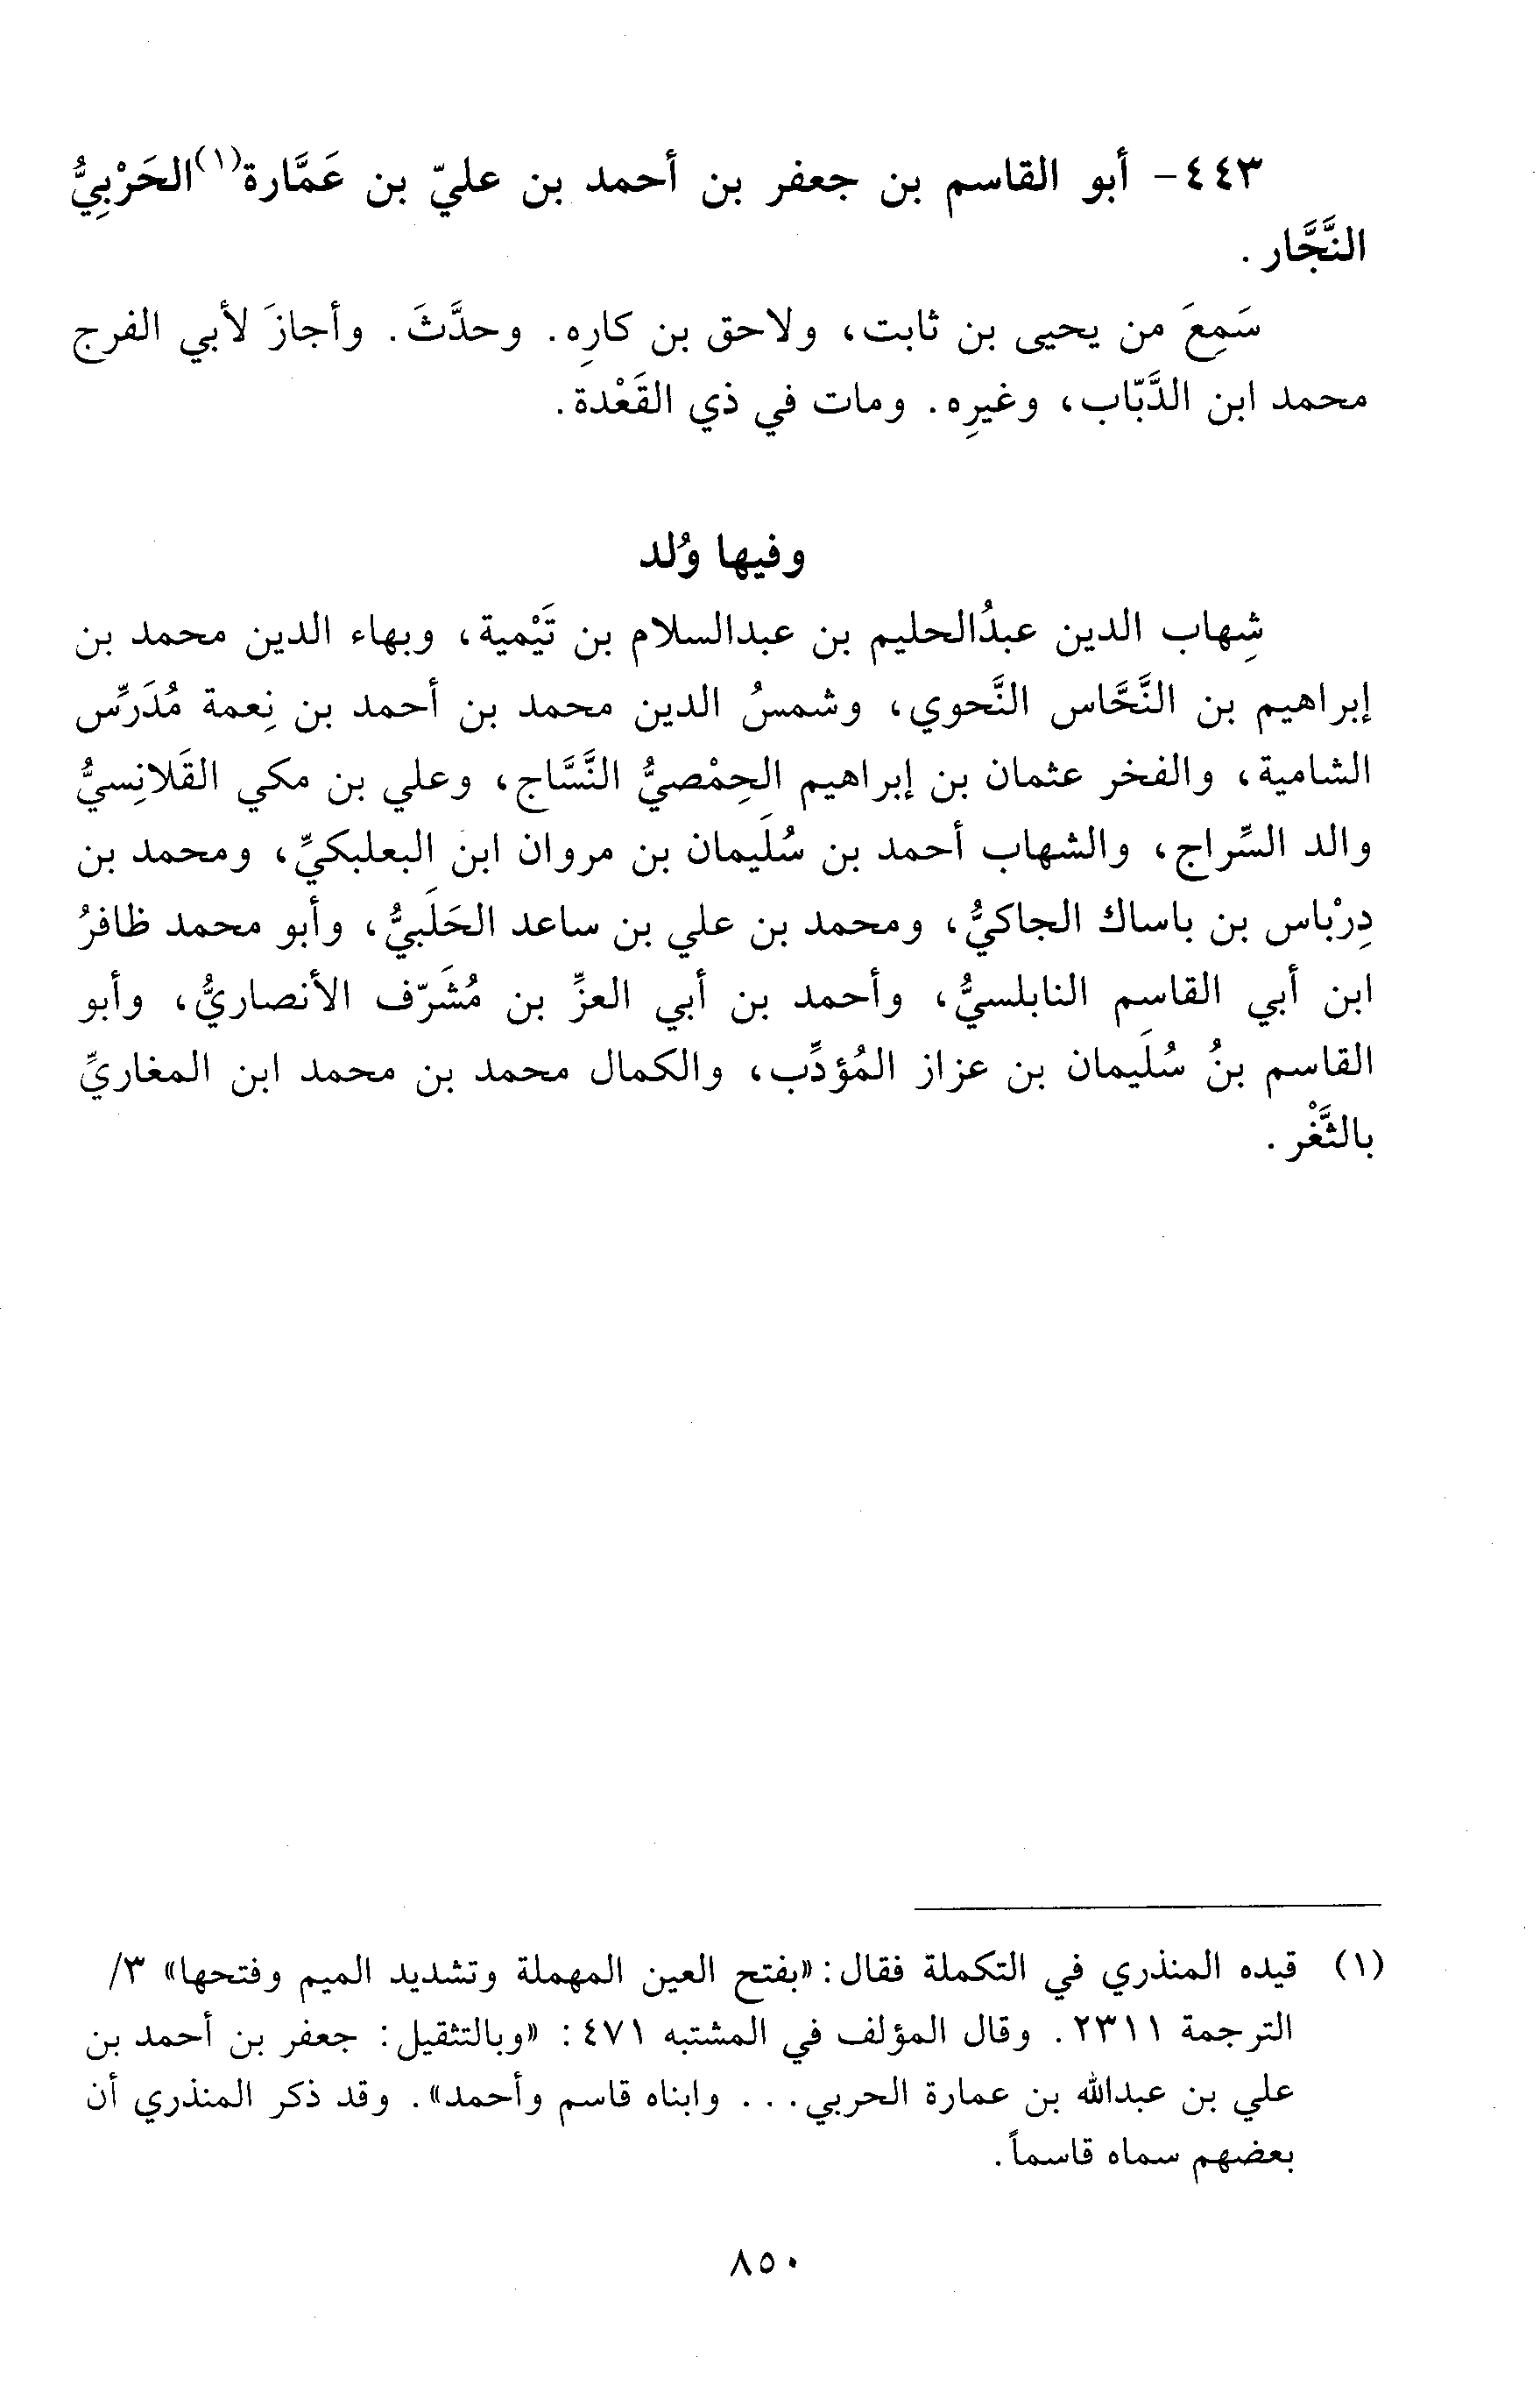 ٤٤٣- أبو القاسم بن جعفر بن أحمد بن عليّ بن عَمَّارة(١) الحَرْبِيُّ
النَّجَّار .
سَمِعَ من يحيى بن ثابت، ولاحق بن كارِه. وحدَّثَ. وأجازَ لأبي الفرج
محمد ابن الدَّبّاب، وغيرِه. ومات في ذي القَعْدة.
وفيها وُلد
شِهاب الدين عبدُالحليم بن عبدالسلام بن تَيْمية، وبهاء الدين محمد بن
إبراهيم بن النَّحَّاس النَّحوي، وشمسُ الدين محمد بن أحمد بن نِعمة مُدَرِّس
الشامية، والفخر عثمان بن إبراهيم الحِمْصيُّ النَّسَّاج، وعلي بن مكي القَلانِسيُّ
والد السِّراج، والشهاب أحمد بن سُلَيمان بن مروان ابن البعلبكيِّ، ومحمد بن
دِرْباس بن باساك الجاكيُّ، ومحمد بن علي بن ساعد الحَلَبيُّ، وأبو محمد ظافرُ
ابن أبي القاسم النابلسيُّ، وأحمد بن أبي العزِّ بن مُشَرّف الأنصاريُّ، وأبو
القاسم بنُ سُلَيمان بن عزاز المُؤدِّب، والكمال محمد بن محمد ابن المغاريِّ
بالثَّغْر .
(١) قيده المنذري في التكملة فقال: «بفتح العين المهملة وتشديد الميم وفتحها» ٣/
الترجمة ٢٣١١ . وقال المؤلف في المشتبه ٤٧١ : «وبالتثقيل: جعفر بن أحمد بن
علي بن عبدالله بن عمارة الحربي... وابناه قاسم وأحمد». وقد ذكر المنذري أن
بعضهم سماه قاسماً.
٨٥٠